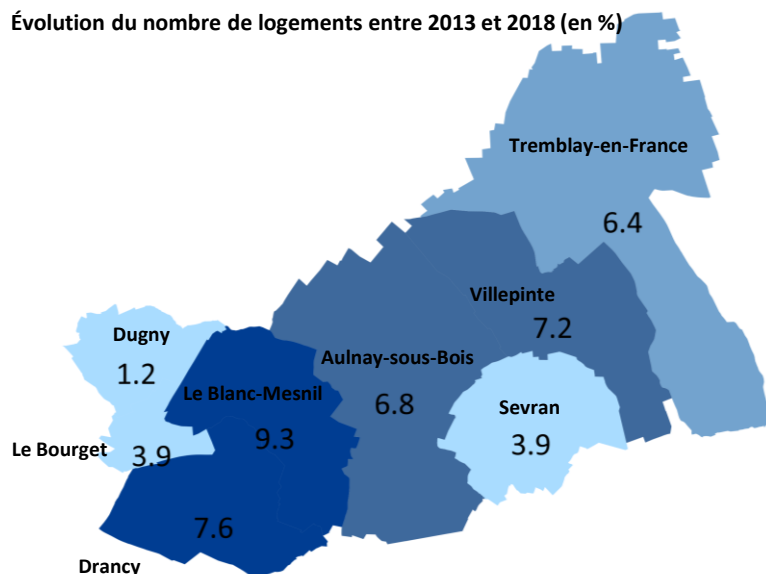 Évolution du nombre de logements entre 2013 et 2018 (en %)
Tremblay-en-France
6.4
Villepinte
7.2
Dugny
1.2
Aulnay-sous-Bois
6.8
Le Blanc-Mesnil
9.3
Sevran
3.9
Le Bourget
3.9
7.6
Drancy